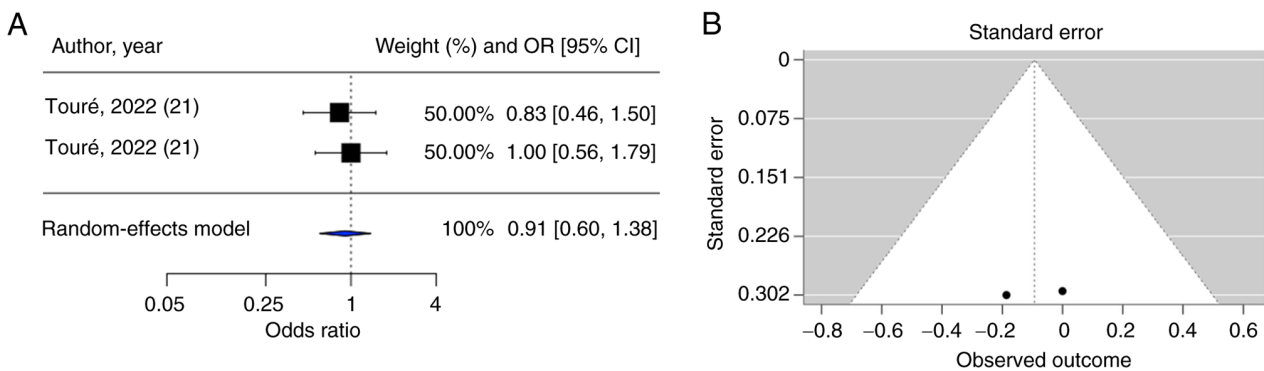 A
Author, year Weight (%) and OR [95% CI]
Touré, 2022 (21) 50.00% 0.83 [0.46, 1.50]
Touré, 2022 (21) 50.00% 1.00 [0.56, 1.79]
Random-effects model 100% 0.91 [0.60, 1.38]
0.05 0.25 1 4
Odds ratio
B
Standard error
Standard error
0
0.075
0.151
0.226
0.302
−0.8 −0.6 −0.4 −0.2 0 0.2 0.4 0.6
Observed outcome